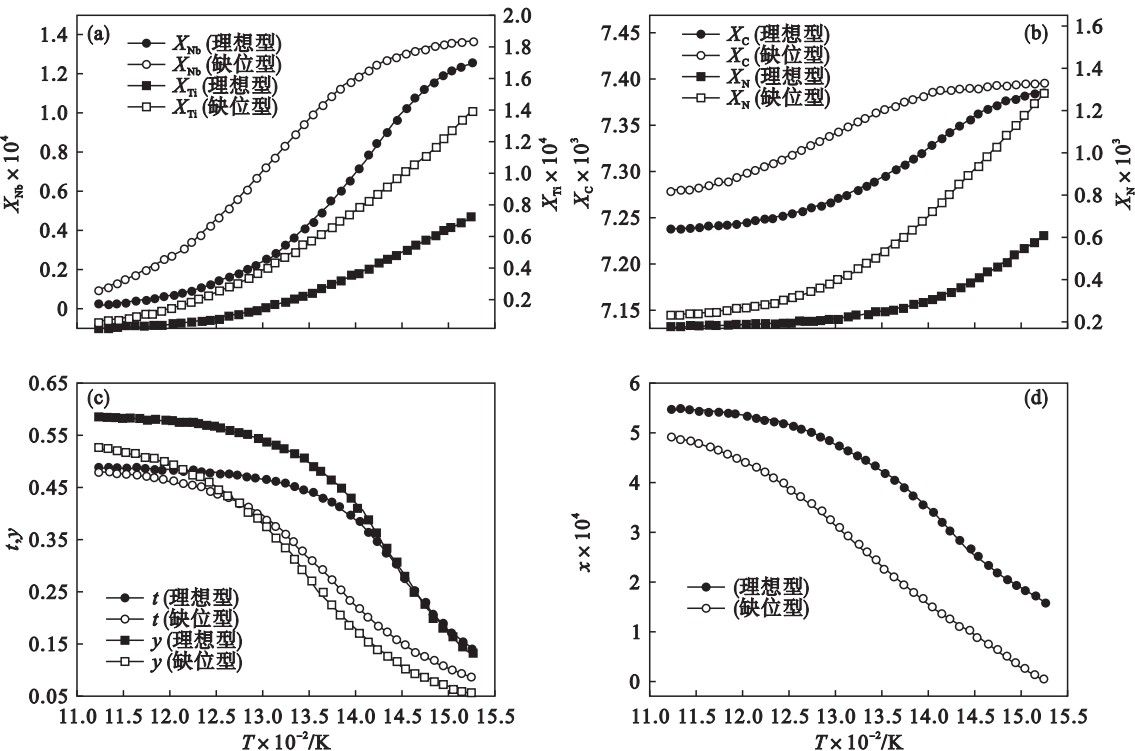 (a)
X_Nb (理想型)
X_Nb (缺位型)
X_Ti (理想型)
X_Ti (缺位型)
1.4
1.2
1.0
0.8
0.6
0.4
0.2
0
X_Nb × 10^4
2.0
1.8
1.6
1.4
1.2
1.0
0.8
0.6
0.4
0.2
X_Ti × 10^4
(b)
X_C (理想型)
X_C (缺位型)
X_N (理想型)
X_N (缺位型)
7.45
7.40
7.35
7.30
7.25
7.20
7.15
X_C × 10^3
1.6
1.4
1.2
1.0
0.8
0.6
0.4
0.2
X_N × 10^3
(c)
0.65
0.55
0.45
0.35
0.25
0.15
0.05
t,y
t (理想型)
t (缺位型)
y (理想型)
y (缺位型)
11.0 11.5 12.0 12.5 13.0 13.5 14.0 14.5 15.0 15.5
T × 10^-2/K
(d)
6
5
4
3
2
1
0
x × 10^4
(理想型)
(缺位型)
11.0 11.5 12.0 12.5 13.0 13.5 14.0 14.5 15.0 15.5
T × 10^-2/K